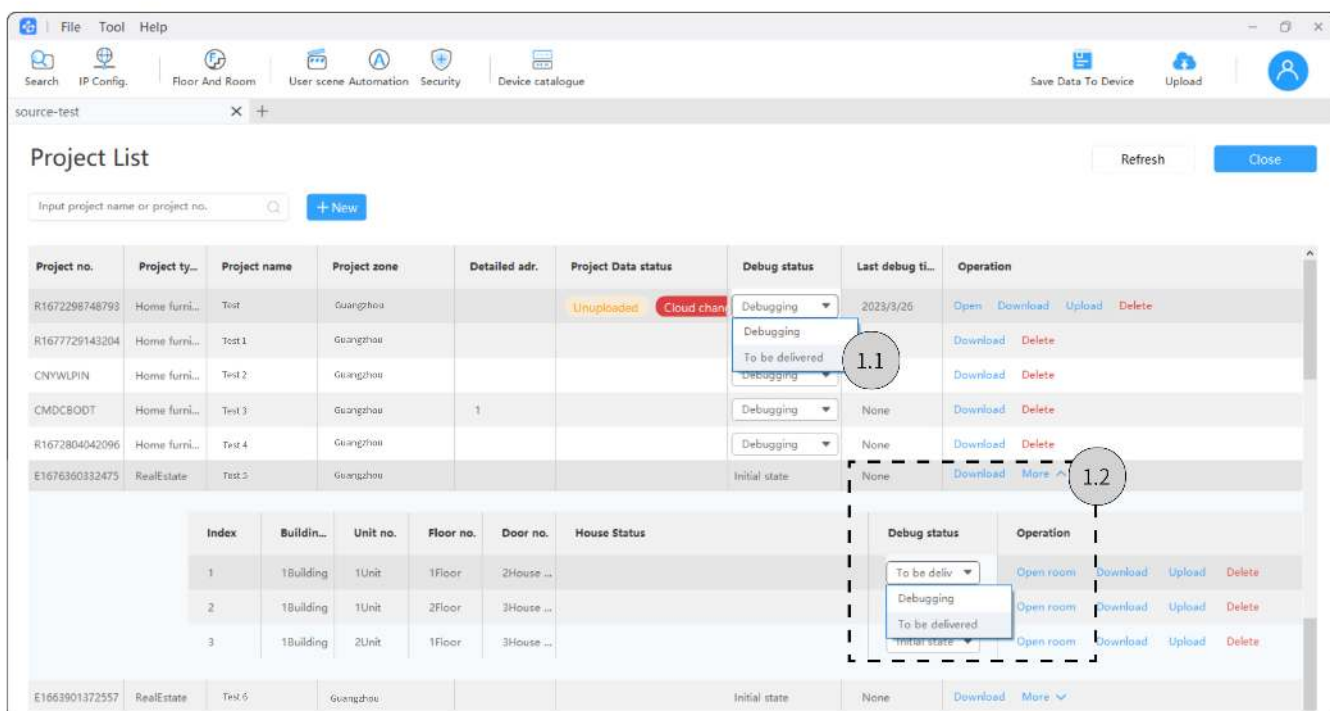 File Tool Help
Search IP Config. Floor And Room User scene Automation Security Device catalogue Save Data To Device Upload
source-test
Project List Refresh Close
Input project name or project no. + New
Project no. Project ty... Project name Project zone Detailed adr. Project Data status Debug status Last debug ti... Operation
R1672298748793 Home furni... Test Guangzhou Unuploaded Cloud chan Debugging 2023/3/26 Open Download Upload Delete
Debugging
R1677729143204 Home furni... Test 1 Guangzhou Download Delete
To be delivered 1.1
CNYWLPIN Home furni... Test 2 Guangzhou Debugging Download Delete
CMDCBODT Home furni... Test 3 Guangzhou 1 Debugging None Download Delete
R1672804042096 Home furni... Test 4 Guangzhou Debugging None Download Delete
E1676360332475 RealEstate Test 5 Guangzhou Initial state None Download More 1.2
Index Buildin... Unit no. Floor no. Door no. House Status Debug status Operation
1 1Building 1Unit 1Floor 2House ... To be deliv Open room Download Upload Delete
Debugging
2 1Building 1Unit 2Floor 3House ... Open room Download Upload Delete
To be delivered
3 1Building 2Unit 1Floor 3House ... Initial state Open room Download Upload Delete
E1663901372557 RealEstate Test 6 Guangzhou Initial state None Download More